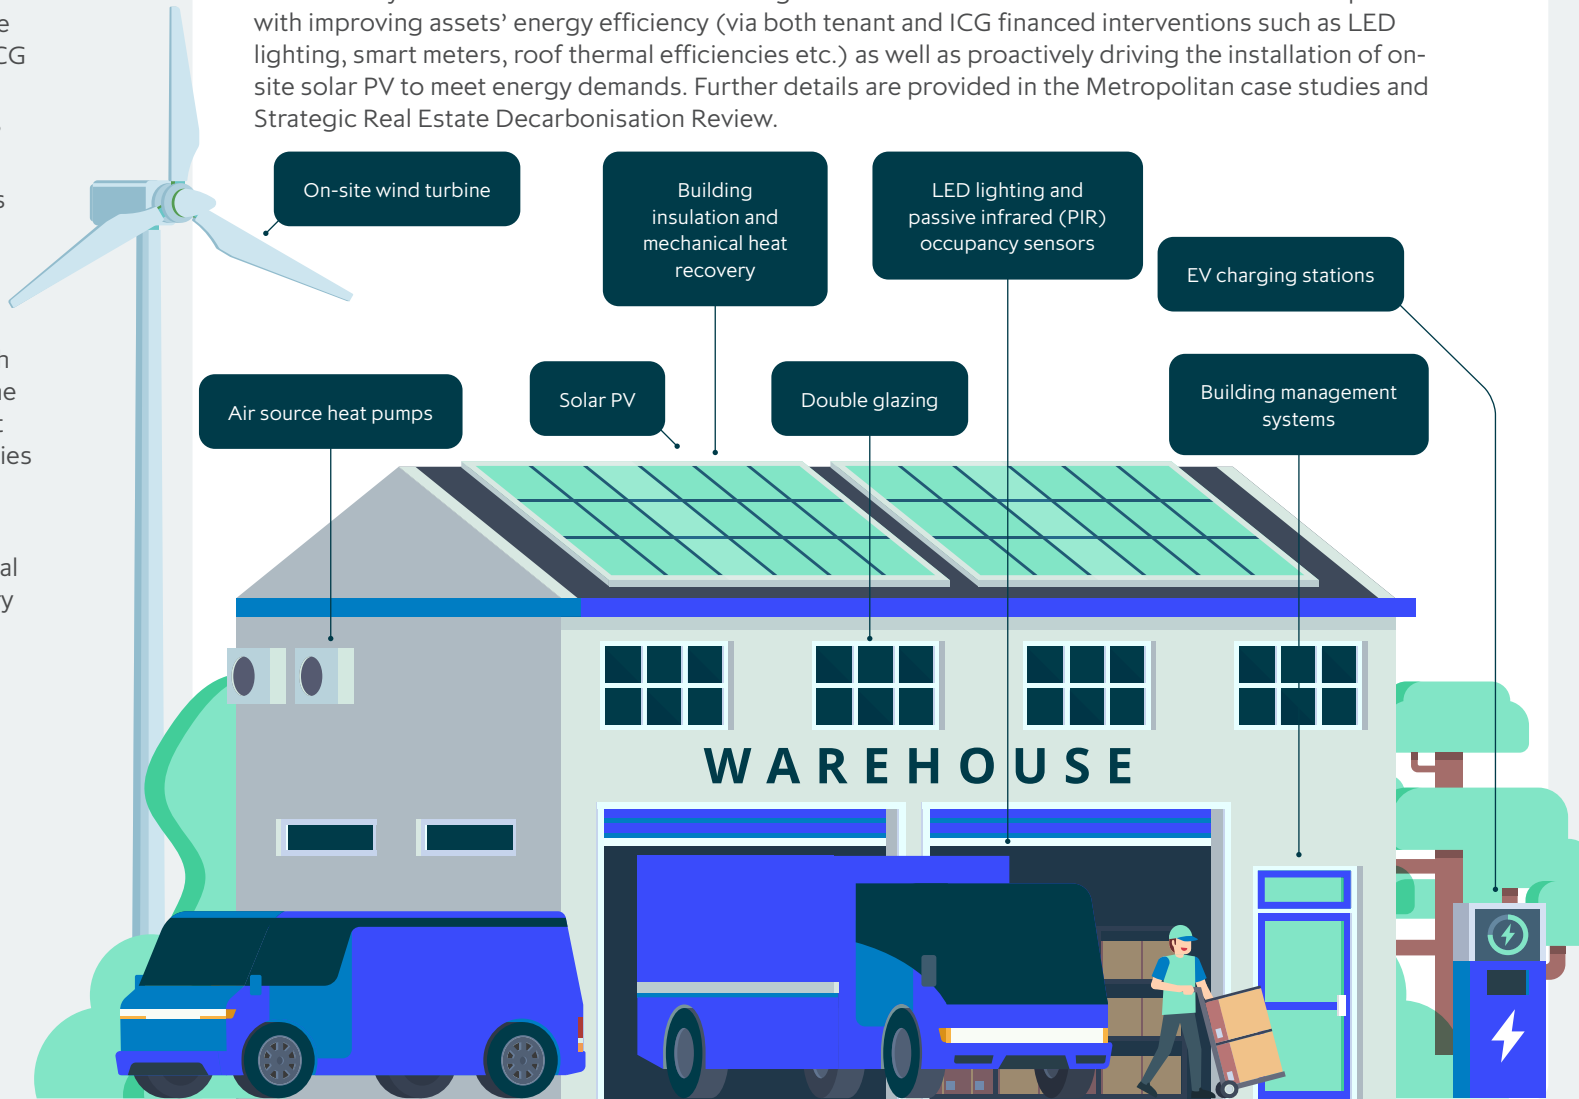 e
CG
s
n
ne
t
ies
al
y
with improving assets’ energy efficiency (via both tenant and ICG financed interventions such as LED
lighting, smart meters, roof thermal efficiencies etc.) as well as proactively driving the installation of on-
site solar PV to meet energy demands. Further details are provided in the Metropolitan case studies and
Strategic Real Estate Decarbonisation Review.
On-site wind turbine
Building
insulation and
mechanical heat
recovery
LED lighting and
passive infrared (PIR)
occupancy sensors
EV charging stations
Air source heat pumps
Solar PV
Double glazing
Building management
systems
WAREHOUSE